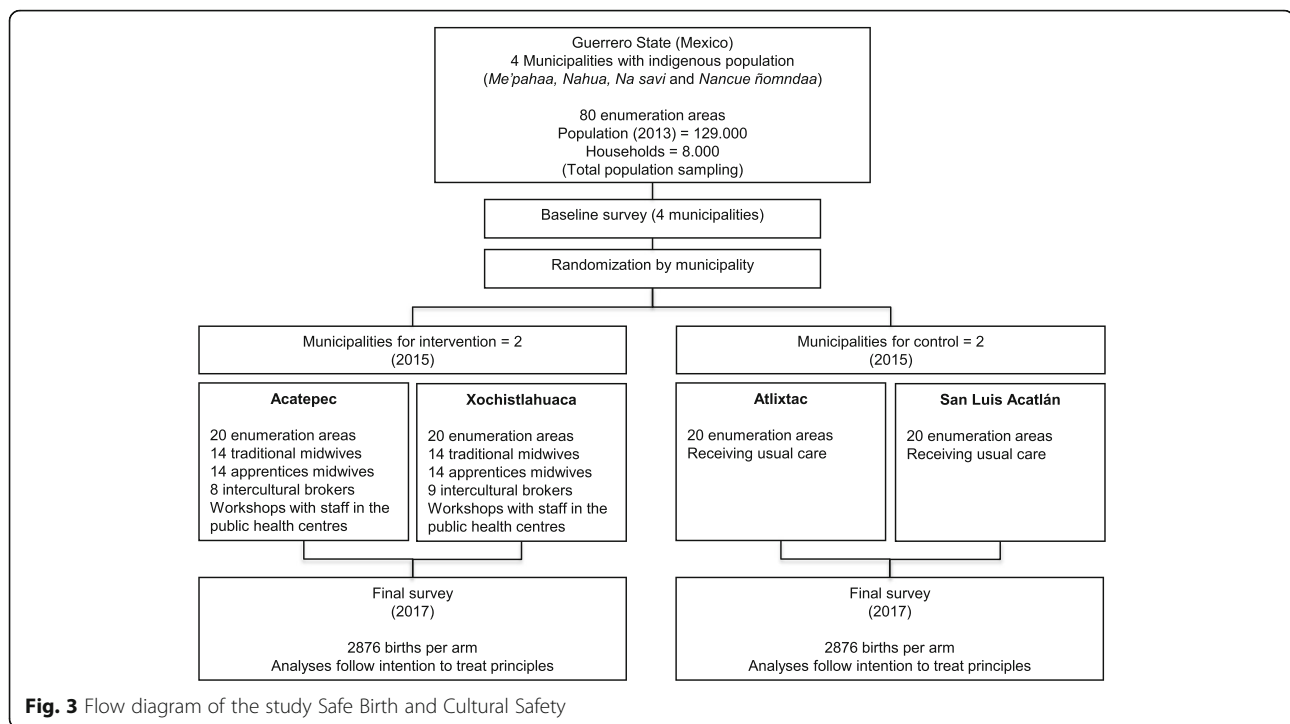 Guerrero State (Mexico)
4 Municipalities with indigenous population
(Me'pahaa, Nahua, Na savi and Nancue ñomndaa)
80 enumeration areas
Population (2013) = 129.000
Households = 8.000
(Total population sampling)
Baseline survey (4 municipalities)
Randomization by municipality
Municipalities for intervention = 2
(2015)
Acatepec
20 enumeration areas
14 traditional midwives
14 apprentices midwives
8 intercultural brokers
Workshops with staff in the
public health centres
Xochistlahuaca
20 enumeration areas
14 traditional midwives
14 apprentices midwives
9 intercultural brokers
Workshops with staff in the
public health centres
Final survey
(2017)
2876 births per arm
Analyses follow intention to treat principles
Municipalities for control = 2
(2015)
Atlixtac
20 enumeration areas
Receiving usual care
San Luis Acatlán
20 enumeration areas
Receiving usual care
Final survey
(2017)
2876 births per arm
Analyses follow intention to treat principles
Fig. 3 Flow diagram of the study Safe Birth and Cultural Safety